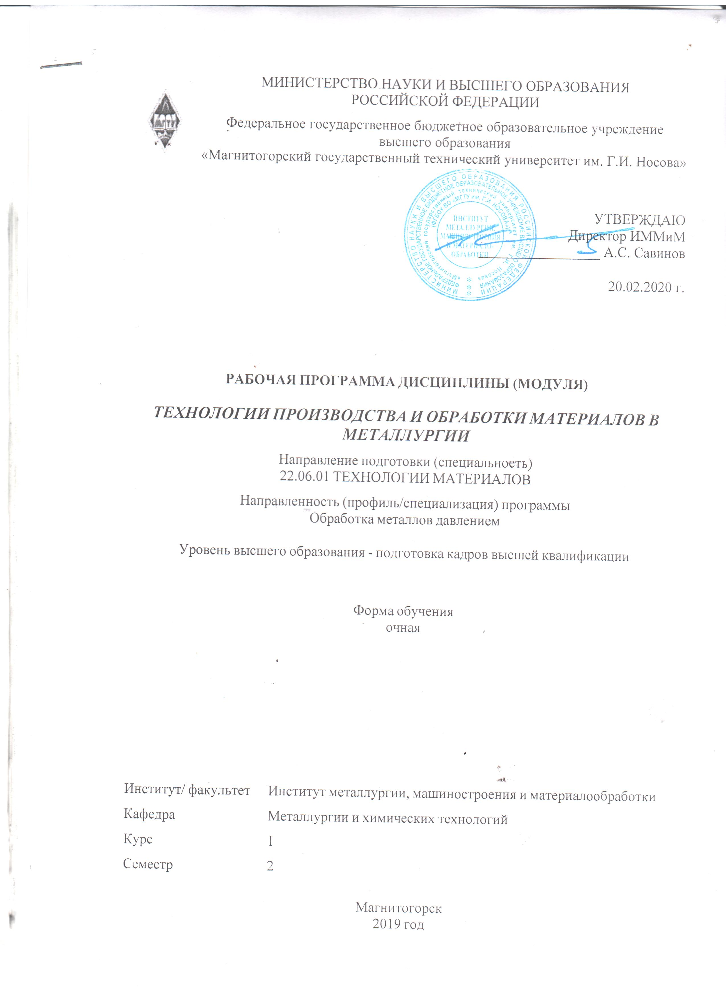 МИНИСТЕРСТВО НАУКИ И ВЫСШЕГО ОБРАЗОВАНИЯ
РОССИЙСКОЙ ФЕДЕРАЦИИ
Федеральное государственное бюджетное образовательное учреждение
высшего образования
«Магнитогорский государственный технический университет им. Г.И. Носова»
МИНИСТЕРСТВО НАУКИ И ВЫСШЕГО ОБРАЗОВАНИЯ РОССИЙСКОЙ ФЕДЕРАЦИИ
ФЕДЕРАЛЬНОЕ ГОСУДАРСТВЕННОЕ БЮДЖЕТНОЕ ОБРАЗОВАТЕЛЬНОЕ УЧРЕЖДЕНИЕ ВЫСШЕГО ОБРАЗОВАНИЯ
«Магнитогорский государственный технический университет им. Г.И. Носова»
(ФГБОУ ВО «МГТУ им. Г.И. НОСОВА»)
ИНСТИТУТ
МЕТАЛЛУРГИИ,
МАШИНОСТРОЕНИЯ
И МАТЕРИАЛО-
ОБРАБОТКИ
УТВЕРЖДАЮ
Директор ИММиМ
А.С. Савинов
20.02.2020 г.
РАБОЧАЯ ПРОГРАММА ДИСЦИПЛИНЫ (МОДУЛЯ)
ТЕХНОЛОГИИ ПРОИЗВОДСТВА И ОБРАБОТКИ МАТЕРИАЛОВ В
МЕТАЛЛУРГИИ
Направление подготовки (специальность)
22.06.01 ТЕХНОЛОГИИ МАТЕРИАЛОВ
Направленность (профиль/специализация) программы
Обработка металлов давлением
Уровень высшего образования - подготовка кадров высшей квалификации
Форма обучения
очная
Институт/ факультет Институт металлургии, машиностроения и материалообработки
Кафедра Металлургии и химических технологий
Курс 1
Семестр 2
Магнитогорск
2019 год